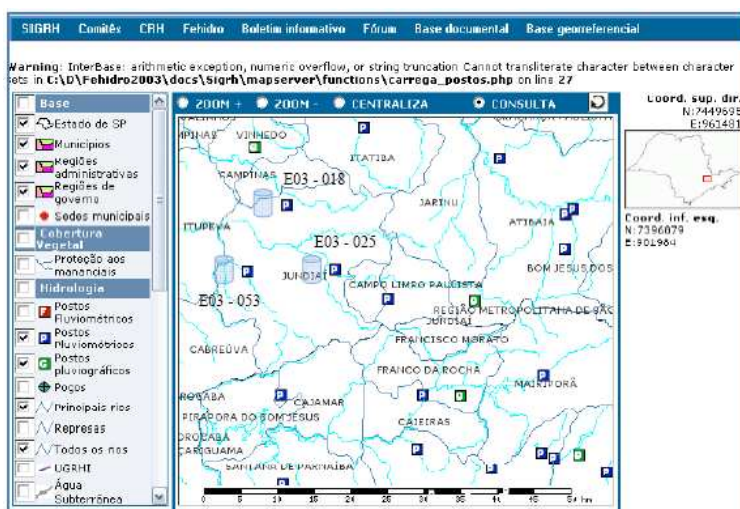 SIGRH Comitês CRH Fehidro Boletim informativo Fórum Base documental Base georreferencial
Warning: InterBase: arithmetic exception, numeric overflow, or string truncation Cannot transliterate character between character
sets in C:\D\Fehidro2003\docs\Sigrh\mapserver\functions\carrega_postos.php on line 27
Base
Estado de SP
Municípios
Regiões
administrativas
Regiões de
governo
Sedes municipais
Cobertura
Vegetal
Proteção aos
mananciais
Hidrologia
Postos
Fluviométricos
Postos
Pluviométricos
Postos
pluviográficos
Poços
Principais rios
Represas
Todos os rios
UGRHI
Água
Subterrânea
ZOOM + ZOOM - CENTRALIZA CONSULTA
VINHEDO
ITATIBA
CAMPINAS
E03 - 018
JARINU
ITUPEVA
ATIBAIA
E03 - 025
JUNDIAÍ
BOM JESUS DOS
CAMPO LIMPO PAULISTA
E03 - 053
REGIÃO METROPOLITANA DE SÃO
JUNDIAÍ
FRANCISCO MORATO
CABREÚVA
FRANCO DA ROCHA
MAIRIPORÃ
CAJAMAR
PIRAPORA DO BOM JESUS
CAIEIRAS
SANTANA DE PARNAÍBA
0 5 10 15 20 25 30 35 40 45 50 km
Coord. sup. dir.
N:7449695
E:961481
Coord. inf. esq.
N:7396079
E:901964